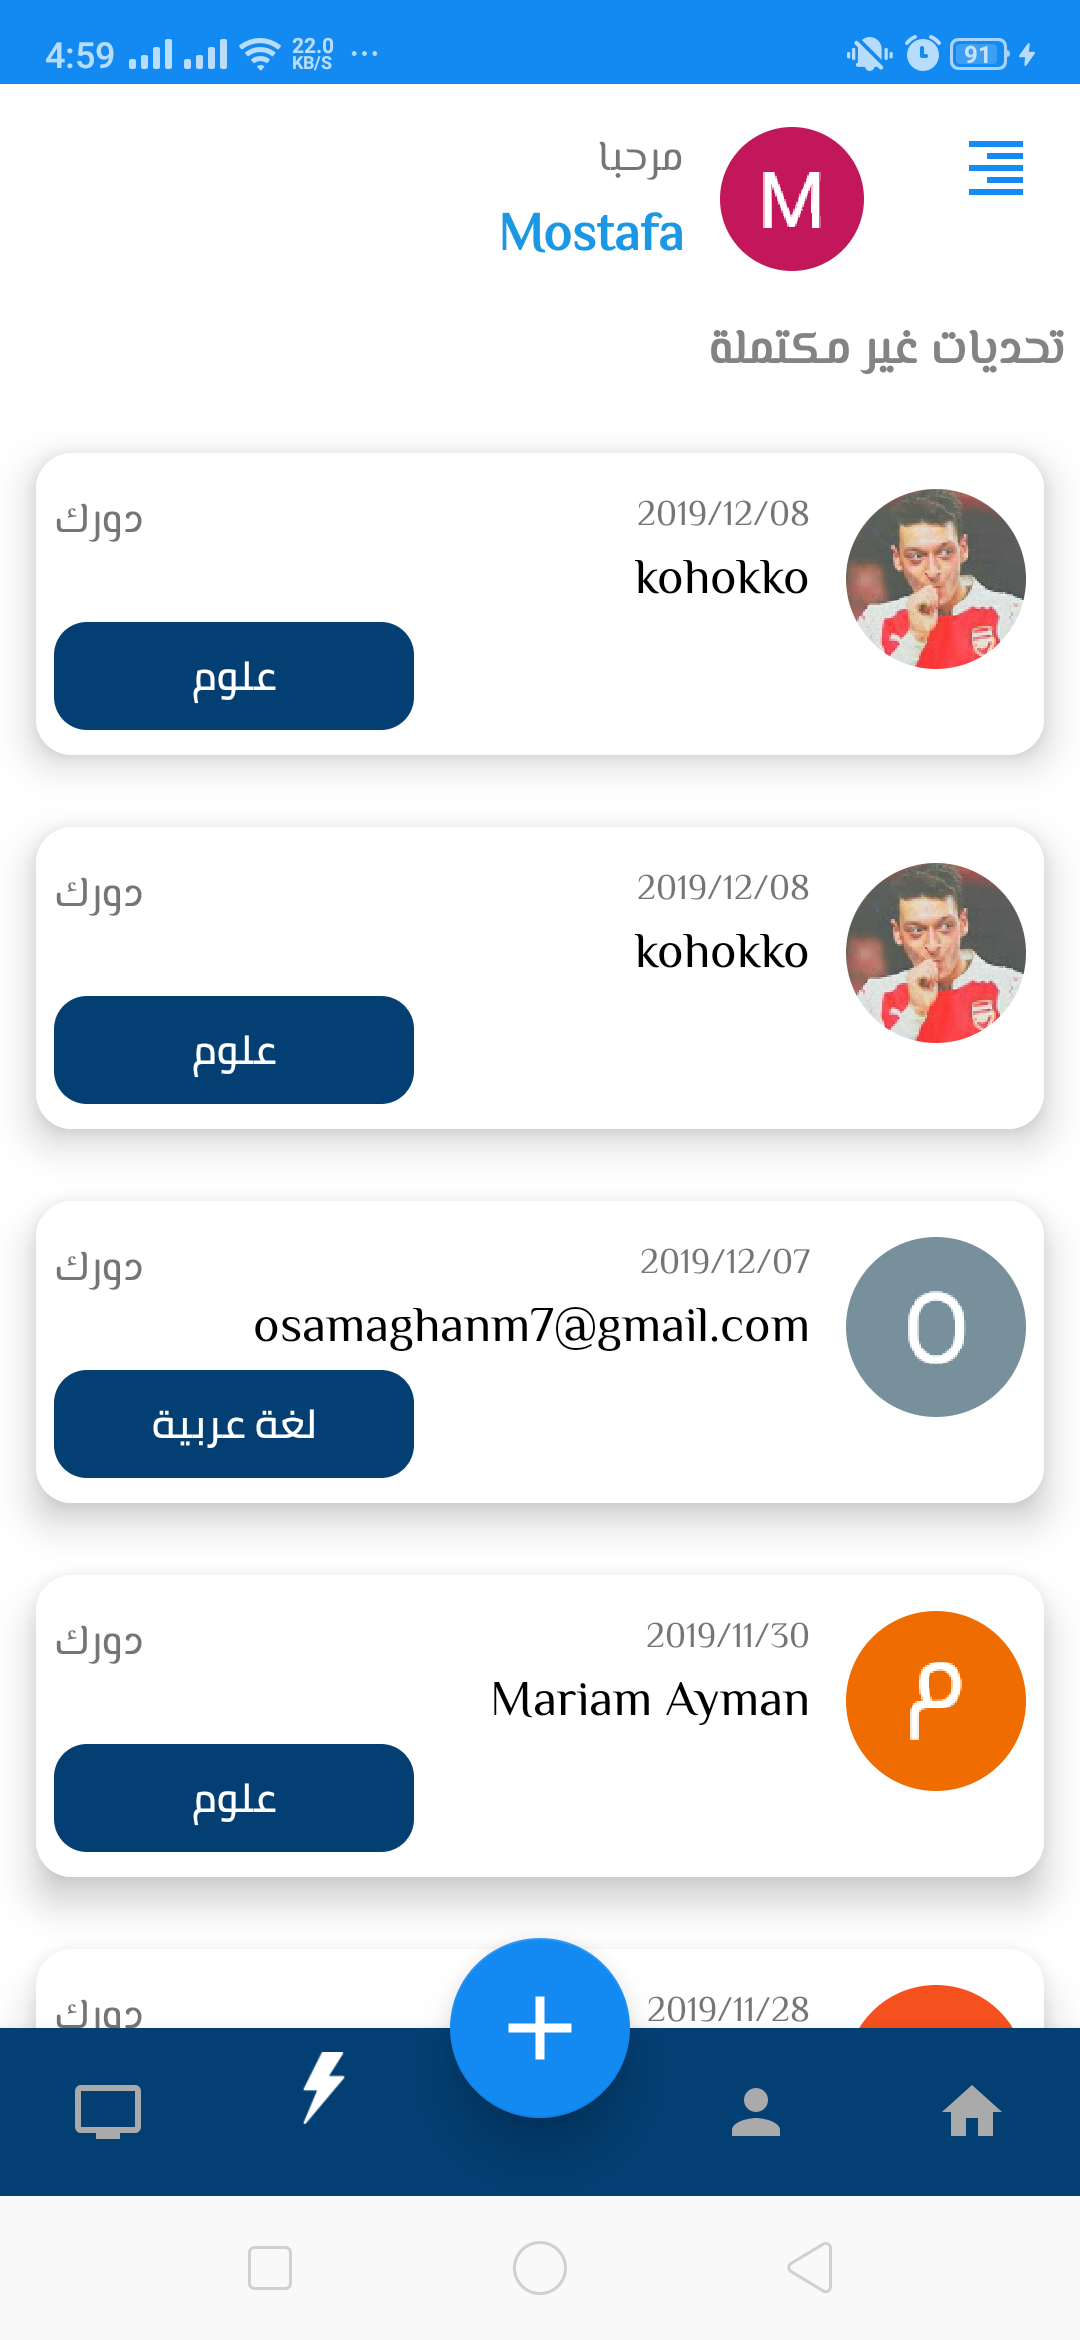 4:59 22.0 KB/S ... 91
مرحبا
M
Mostafa
تحديات غير مكتملة
2019/12/08
دورك
kohokko
علوم
2019/12/08
دورك
kohokko
علوم
2019/12/07
دورك
O
osamaghanm7@gmail.com
لغة عربية
2019/11/30
دورك
م
Mariam Ayman
علوم
2019/11/28
دورك